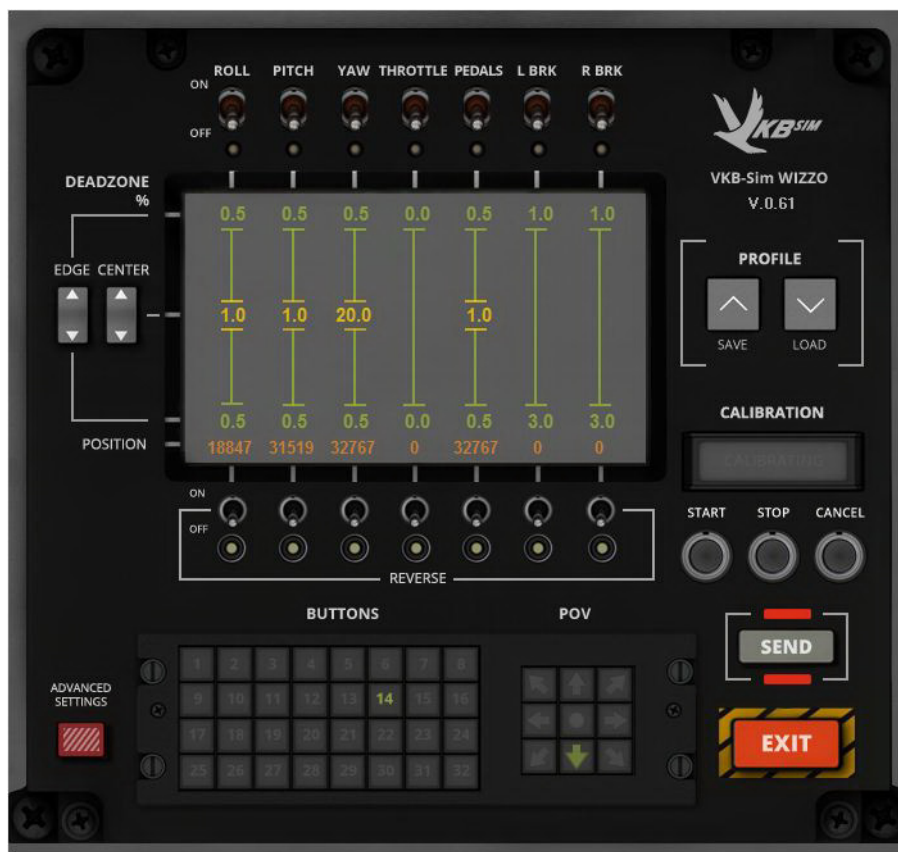 ROLL PITCH YAW THROTTLE PEDALS L BRK R BRK
ON
OFF
VKB SIM
VKB-Sim WIZZO
V.0.61
DEADZONE
%
0.5 0.5 0.5 0.0 0.5 1.0 1.0
EDGE CENTER
1.0 1.0 20.0 1.0
0.5 0.5 0.5 0.0 0.5 3.0 3.0
POSITION
18847 31519 32767 0 32767 0 0
PROFILE
SAVE LOAD
CALIBRATION
CALIBRATING
START STOP CANCEL
ON
OFF
REVERSE
BUTTONS
1 2 3 4 5 6 7 8
9 10 11 12 13 14 15 16
17 18 19 20 21 22 23 24
25 26 27 28 29 30 31 32
POV
ADVANCED
SETTINGS
SEND
EXIT